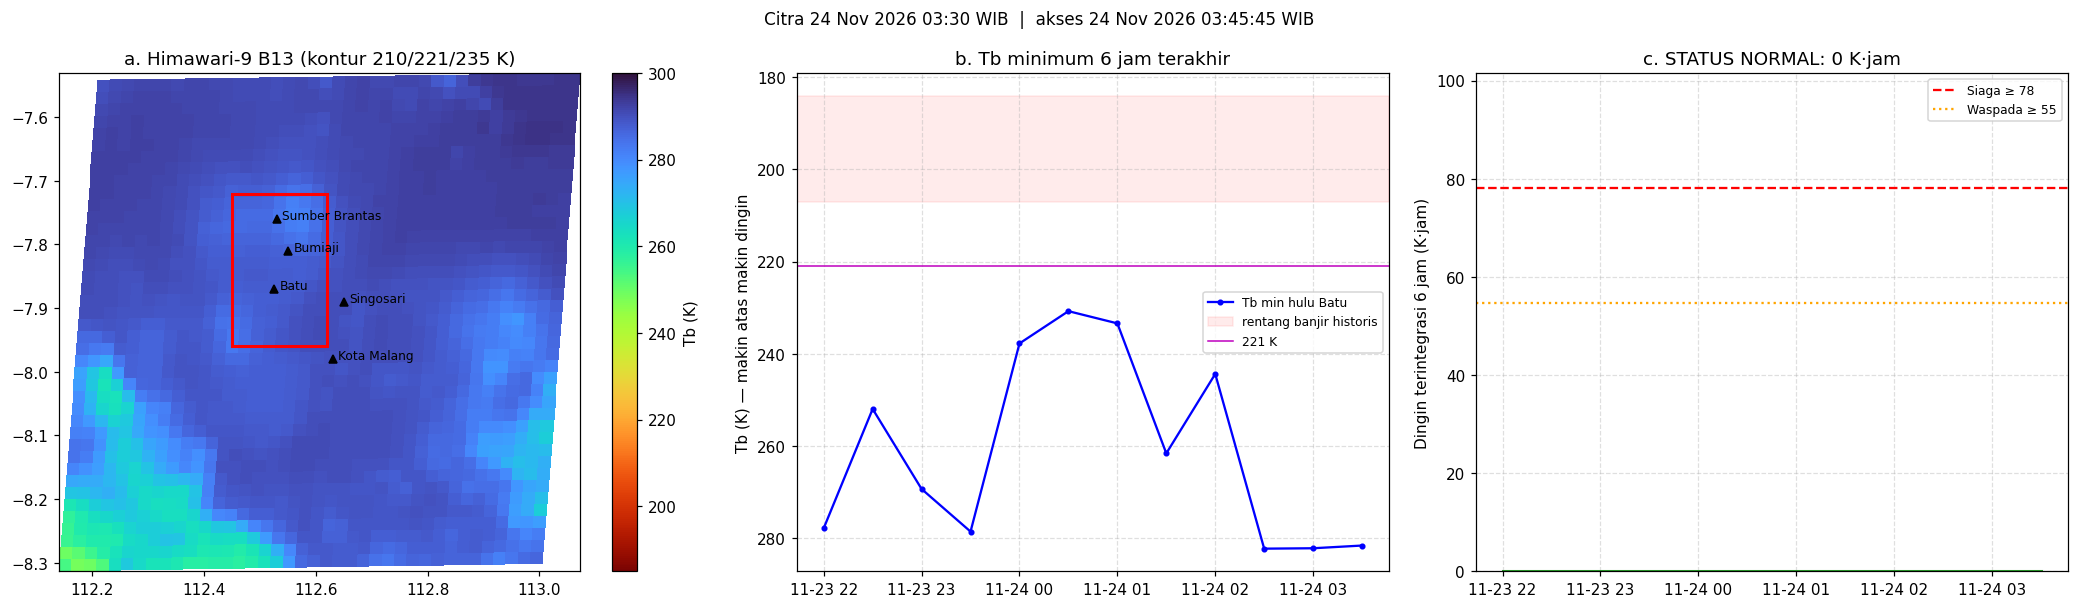 Citra 24 Nov 2026 03:30 WIB | akses 24 Nov 2026 03:45:45 WIB
a. Himawari-9 B13 (kontur 210/221/235 K)
−7.6
−7.7
−7.8
−7.9
−8.0
−8.1
−8.2
−8.3
Sumber Brantas
Bumiaji
Batu
Singosari
Kota Malang
112.2
112.4
112.6
112.8
113.0
300
280
260
240
220
200
Tb (K)
b. Tb minimum 6 jam terakhir
Tb (K) — makin atas makin dingin
180
200
220
240
260
280
Tb min hulu Batu
rentang banjir historis
221 K
11-23 22
11-23 23
11-24 00
11-24 01
11-24 02
11-24 03
c. STATUS NORMAL: 0 K·jam
Dingin terintegrasi 6 jam (K·jam)
100
80
60
40
20
0
Siaga ≥ 78
Waspada ≥ 55
11-23 22
11-23 23
11-24 00
11-24 01
11-24 02
11-24 03